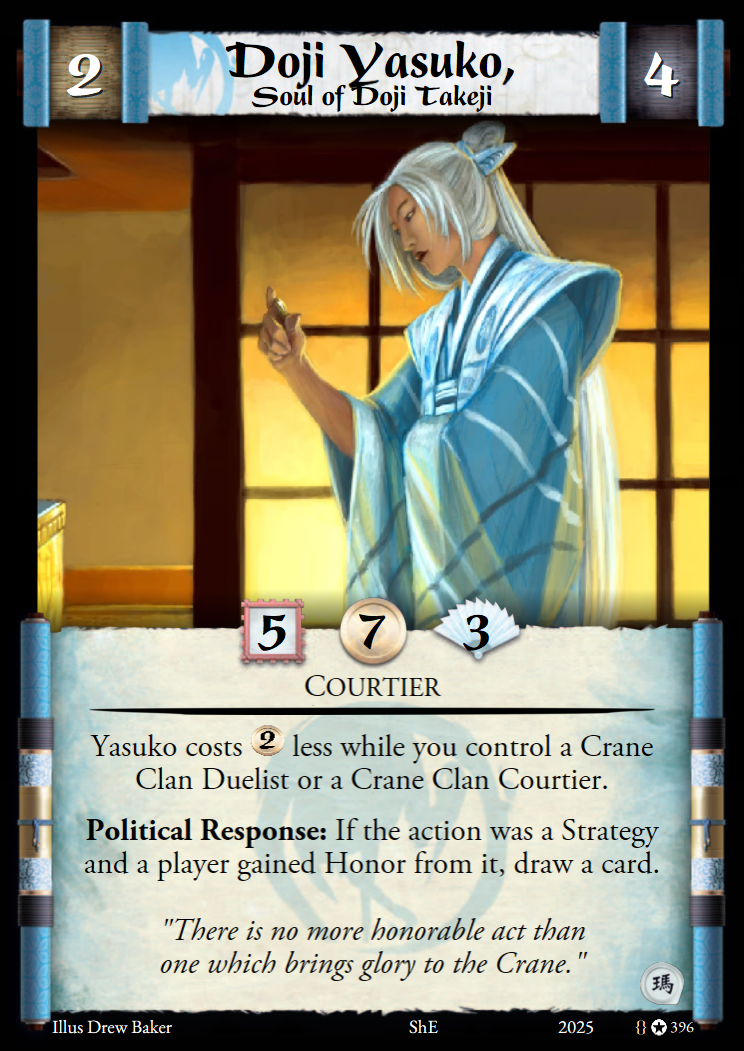 2
Doji Yasuko,
4
Soul of Doji Takeji
5
7
3
Courtier
Yasuko costs 2 less while you control a Crane
Clan Duelist or a Crane Clan Courtier.
Political Response: If the action was a Strategy
and a player gained Honor from it, draw a card.
"There is no more honorable act than
one which brings glory to the Crane."
瑪
Illus Drew Baker
ShE
2025
{} ✪ 396